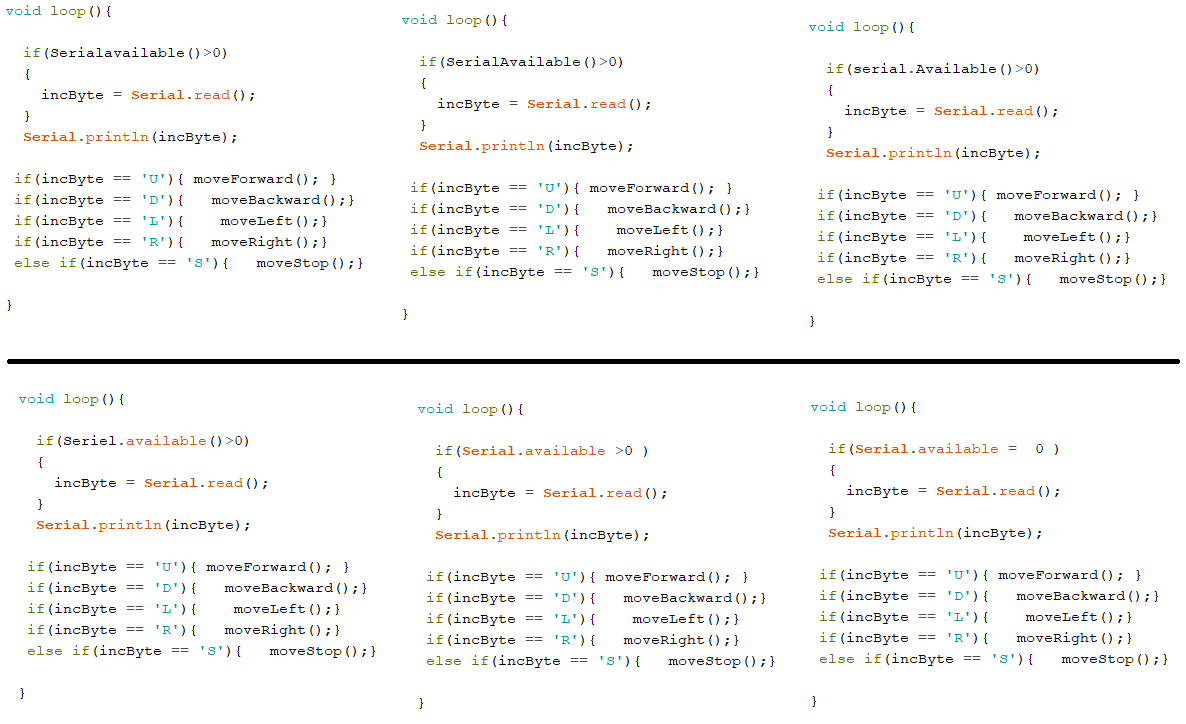 void loop(){
if(Serialavailable()>0)
{
incByte = Serial.read();
}
Serial.println(incByte);
if(incByte == 'U'){ moveForward(); }
if(incByte == 'D'){   moveBackward();}
if(incByte == 'L'){    moveLeft();}
if(incByte == 'R'){   moveRight();}
else if(incByte == 'S'){   moveStop();}
}
void loop(){
if(SerialAvailable()>0)
{
incByte = Serial.read();
}
Serial.println(incByte);
if(incByte == 'U'){ moveForward(); }
if(incByte == 'D'){   moveBackward();}
if(incByte == 'L'){    moveLeft();}
if(incByte == 'R'){   moveRight();}
else if(incByte == 'S'){   moveStop();}
}
void loop(){
if(serial.Available()>0)
{
incByte = Serial.read();
}
Serial.println(incByte);
if(incByte == 'U'){ moveForward(); }
if(incByte == 'D'){   moveBackward();}
if(incByte == 'L'){    moveLeft();}
if(incByte == 'R'){   moveRight();}
else if(incByte == 'S'){   moveStop();}
}
void loop(){
if(Seriel.available()>0)
{
incByte = Serial.read();
}
Serial.println(incByte);
if(incByte == 'U'){ moveForward(); }
if(incByte == 'D'){   moveBackward();}
if(incByte == 'L'){    moveLeft();}
if(incByte == 'R'){   moveRight();}
else if(incByte == 'S'){   moveStop();}
}
void loop(){
if(Serial.available >0 )
{
incByte = Serial.read();
}
Serial.println(incByte);
if(incByte == 'U'){ moveForward(); }
if(incByte == 'D'){   moveBackward();}
if(incByte == 'L'){    moveLeft();}
if(incByte == 'R'){   moveRight();}
else if(incByte == 'S'){   moveStop();}
}
void loop(){
if(Serial.available =  0 )
{
incByte = Serial.read();
}
Serial.println(incByte);
if(incByte == 'U'){ moveForward(); }
if(incByte == 'D'){   moveBackward();}
if(incByte == 'L'){    moveLeft();}
if(incByte == 'R'){   moveRight();}
else if(incByte == 'S'){   moveStop();}
}